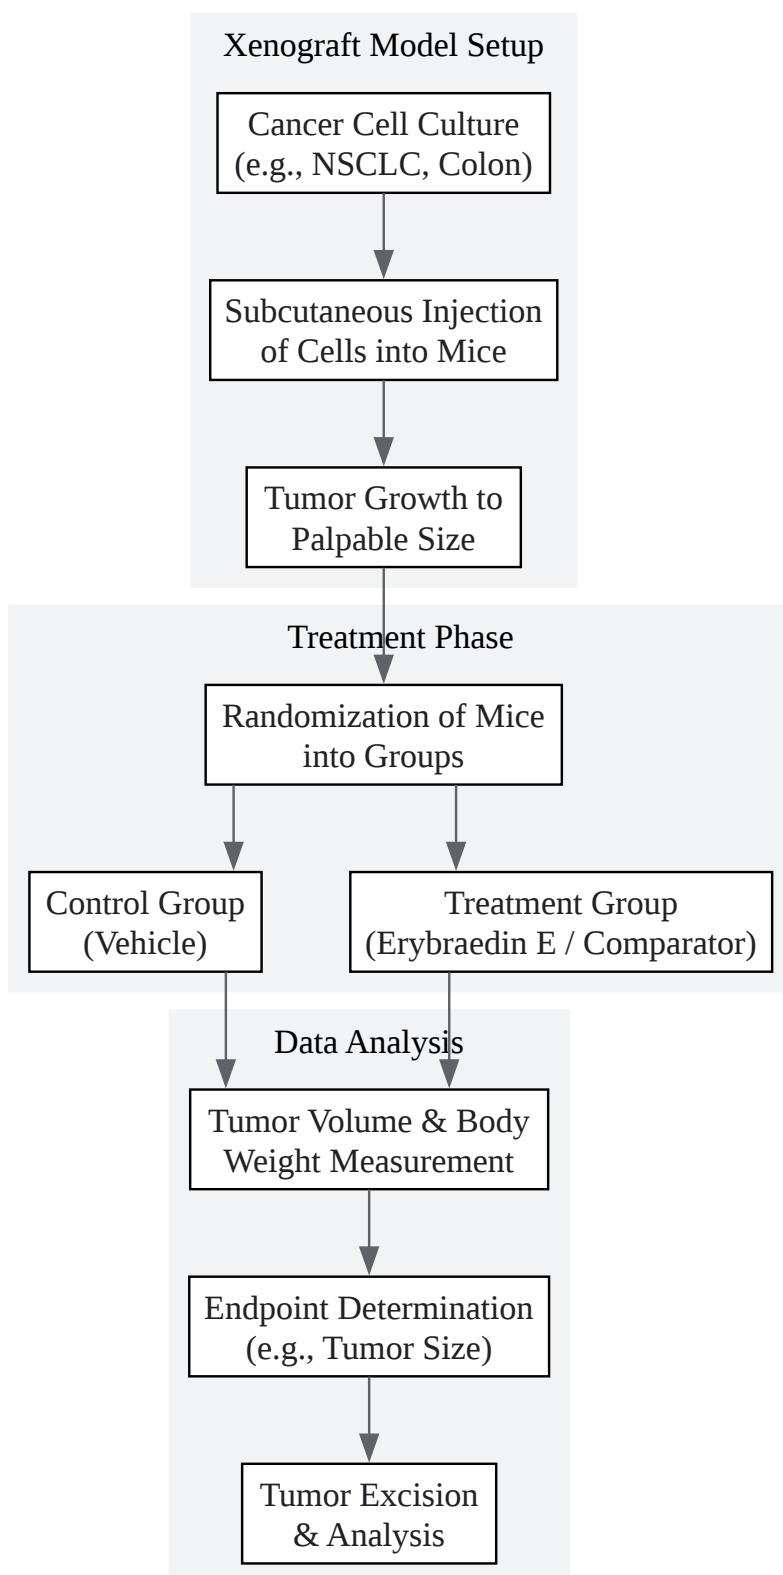 Xenograft Model Setup
Cancer Cell Culture
(e.g., NSCLC, Colon)
Subcutaneous Injection
of Cells into Mice
Tumor Growth to
Palpable Size
Treatment Phase
Randomization of Mice
into Groups
Control Group
(Vehicle)
Treatment Group
(Erybraedin E / Comparator)
Data Analysis
Tumor Volume & Body
Weight Measurement
Endpoint Determination
(e.g., Tumor Size)
Tumor Excision
& Analysis